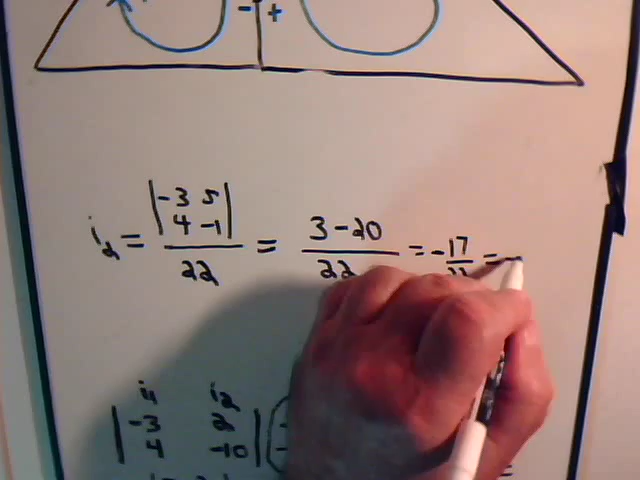 - +
i2 = |-3 5| / 22 = 3-20 / 22 = -17 / 22 = -
|4 -1|
i1 i2
|-3 2|
|4 -10|